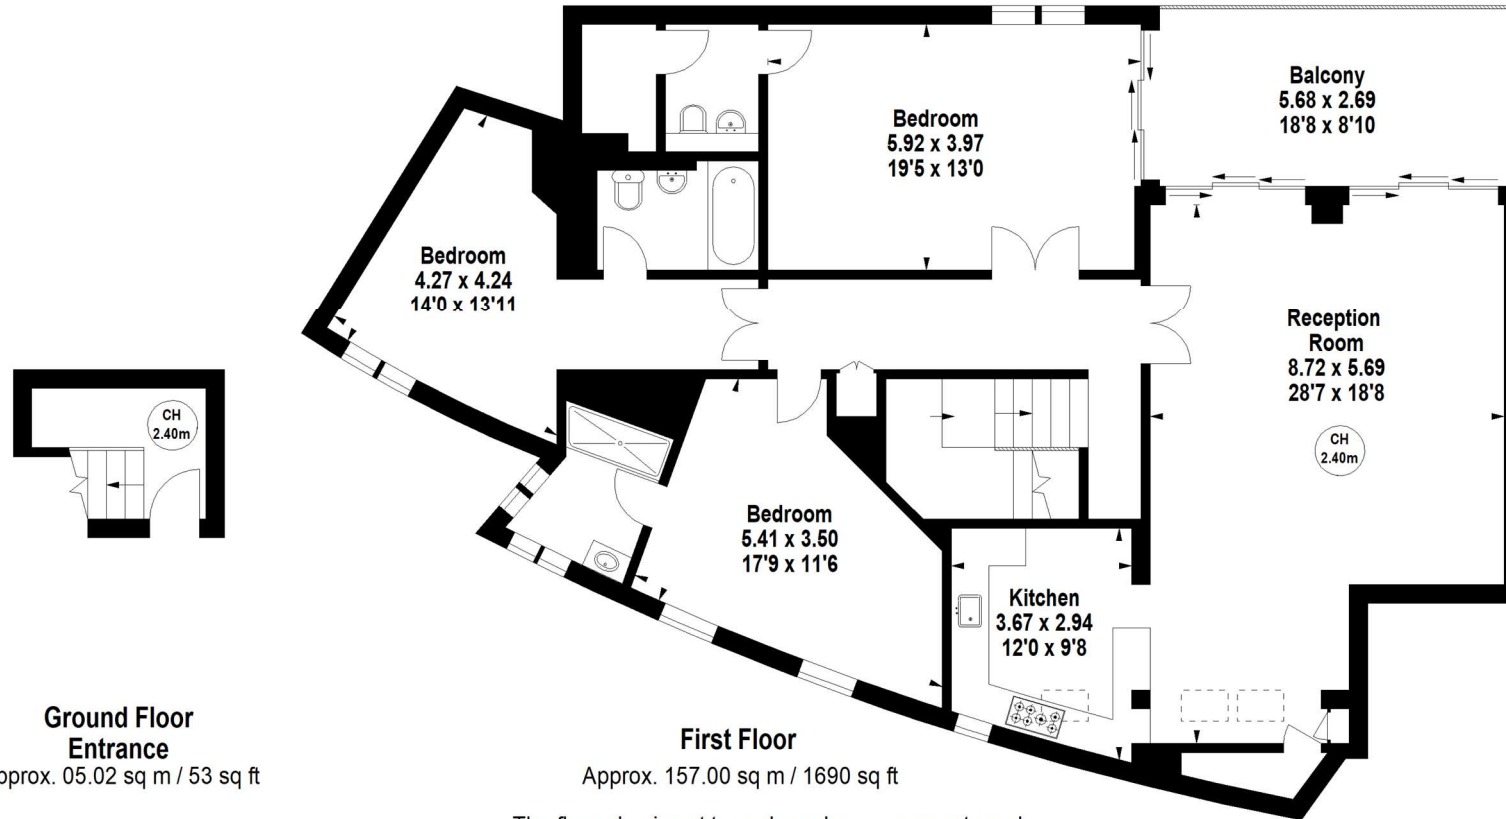 Balcony
5.68 x 2.69
18'8 x 8'10
Bedroom
5.92 x 3.97
19'5 x 13'0
Bedroom
4.27 x 4.24
14'0 x 13'11
Reception
Room
8.72 x 5.69
28'7 x 18'8
CH
2.40m
CH
2.40m
Bedroom
5.41 x 3.50
17'9 x 11'6
Kitchen
3.67 x 2.94
12'0 x 9'8
Ground Floor
Entrance
pprox. 05.02 sq m / 53 sq ft
First Floor
Approx. 157.00 sq m / 1690 sq ft